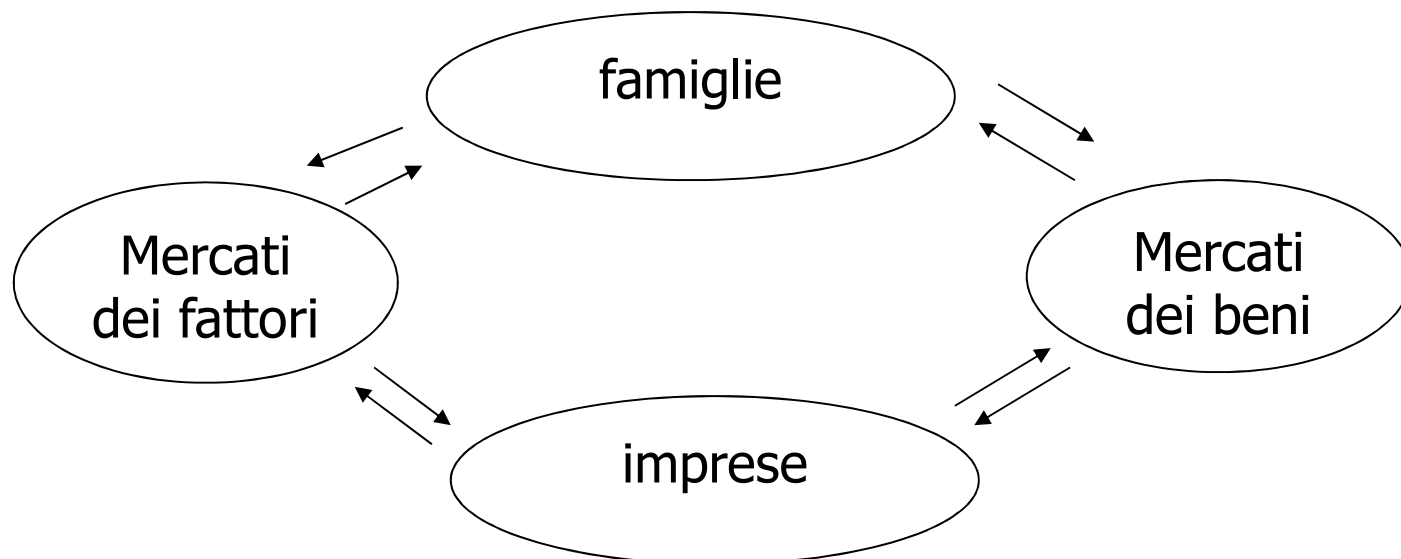 famiglie
Mercati
dei fattori
Mercati
dei beni
imprese